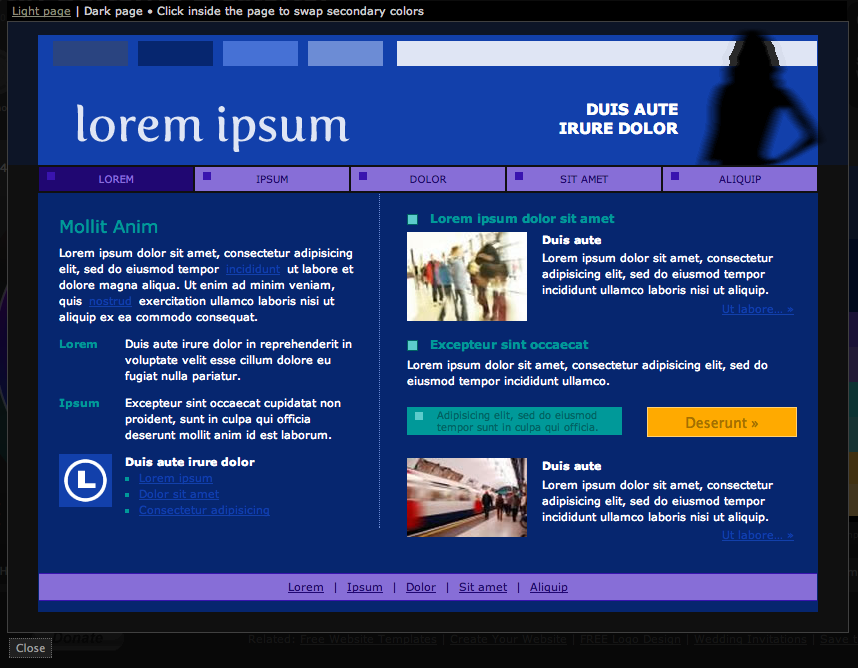 Light page | Dark page • Click inside the page to swap secondary colors
lorem ipsum
DUIS AUTE
IRURE DOLOR
LOREM
IPSUM
DOLOR
SIT AMET
ALIQUIP
Mollit Anim
Lorem ipsum dolor sit amet, consectetur adipisicing
elit, sed do eiusmod tempor incididunt ut labore et
dolore magna aliqua. Ut enim ad minim veniam,
quis nostrud exercitation ullamco laboris nisi ut
aliquip ex ea commodo consequat.
Lorem
Duis aute irure dolor in reprehenderit in
voluptate velit esse cillum dolore eu
fugiat nulla pariatur.
Ipsum
Excepteur sint occaecat cupidatat non
proident, sunt in culpa qui officia
deserunt mollit anim id est laborum.
Duis aute irure dolor
Lorem ipsum
Dolor sit amet
Consectetur adipisicing
Lorem ipsum dolor sit amet
Duis aute
Lorem ipsum dolor sit amet, consectetur
adipisicing elit, sed do eiusmod tempor
incididunt ullamco laboris nisi ut aliquip.
Ut labore... »
Excepteur sint occaecat
Lorem ipsum dolor sit amet, consectetur adipisicing elit, sed do
eiusmod tempor incididunt ullamco.
Adipisicing elit, sed do eiusmod
tempor sunt in culpa qui officia.
Deserunt »
Duis aute
Lorem ipsum dolor sit amet, consectetur
adipisicing elit, sed do eiusmod tempor
incididunt ullamco laboris nisi ut aliquip.
Ut labore... »
Lorem | Ipsum | Dolor | Sit amet | Aliquip
Donate
Related: Free Website Templates | Create Your Website | FREE Logo Design | Wedding Invitations | Save
Close